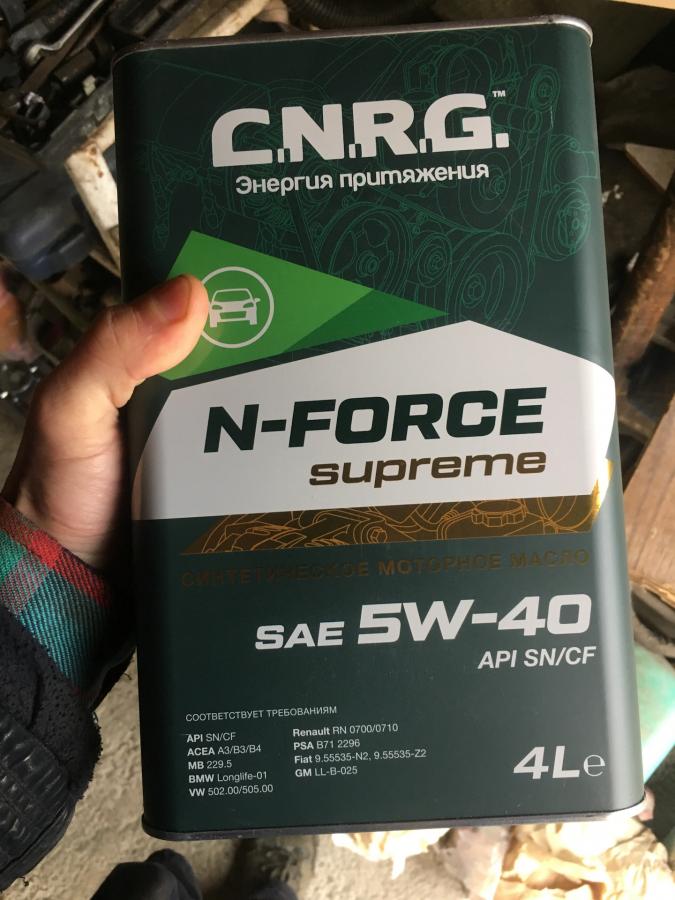 C.N.R.G.™
Энергия притяжения
N-FORCE
supreme
СИНТЕТИЧЕСКОЕ МОТОРНОЕ МАСЛО
SAE 5W-40
API SN/CF
СООТВЕТСТВУЕТ ТРЕБОВАНИЯМ
API SN/CF
ACEA A3/B3/B4
MB 229.5
BMW Longlife-01
VW 502.00/505.00
Renault RN 0700/0710
PSA B71 2296
Fiat 9.55535-N2, 9.55535-Z2
GM LL-B-025
4L℮